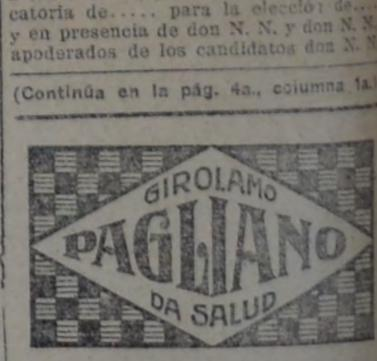 catoria de..... para la elección de....
y en presencia de don N. N. y don N. N.
apoderados de los candidatos don N. N
(Continúa en la pág. 4a., columna 1a.)
GIROLAMO
PAGLIANO
DA SALUD